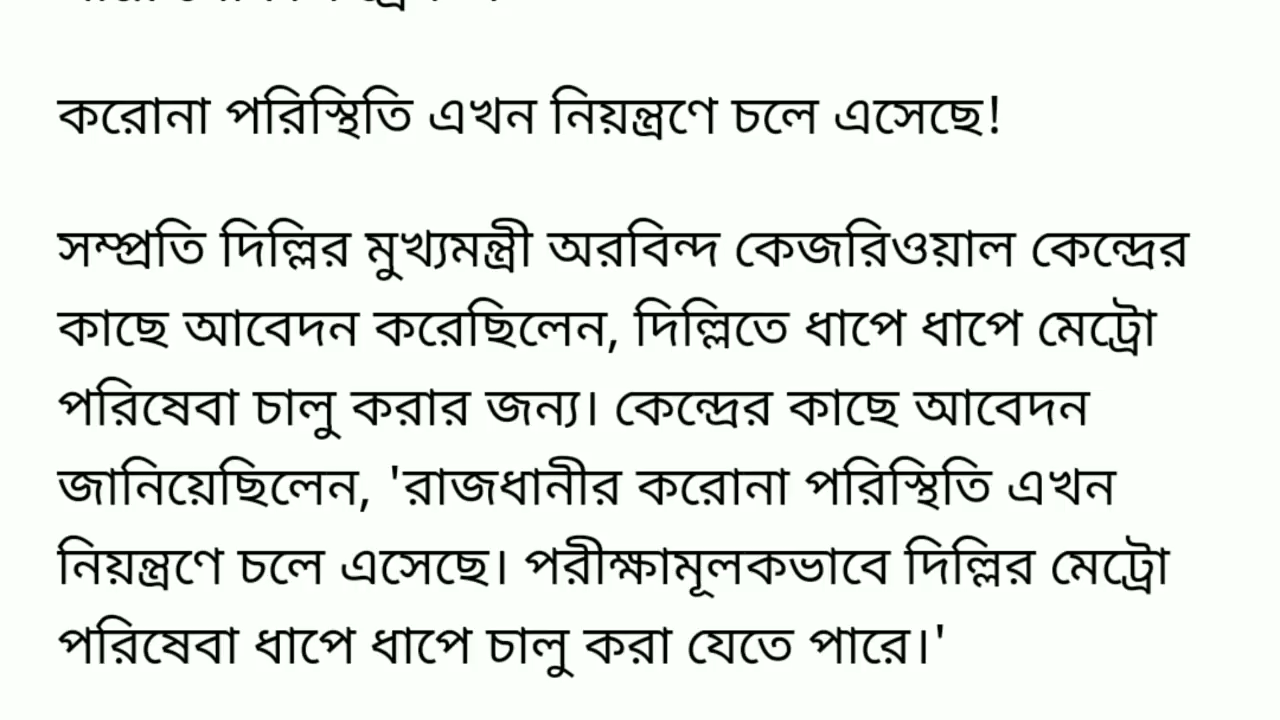 করোনা পরিস্থিতি এখন নিয়ন্ত্রণে চলে এসেছে!
সম্প্রতি দিল্লির মুখ্যমন্ত্রী অরবিন্দ কেজরিওয়াল কেন্দ্রের
কাছে আবেদন করেছিলেন, দিল্লিতে ধাপে ধাপে মেট্রো
পরিষেবা চালু করার জন্য। কেন্দ্রের কাছে আবেদন
জানিয়েছিলেন, 'রাজধানীর করোনা পরিস্থিতি এখন
নিয়ন্ত্রণে চলে এসেছে। পরীক্ষামূলকভাবে দিল্লির মেট্রো
পরিষেবা ধাপে ধাপে চালু করা যেতে পারে।'